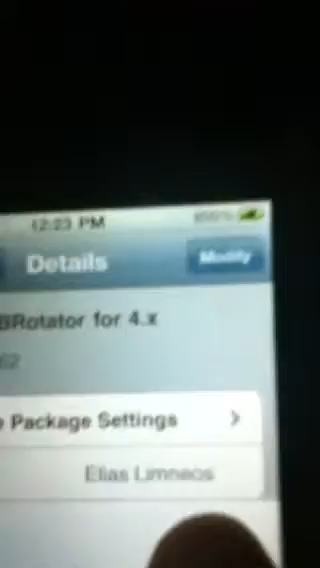 12:23 PM
Details
Modify
BRotator for 4.x
Package Settings
Elias Limneos